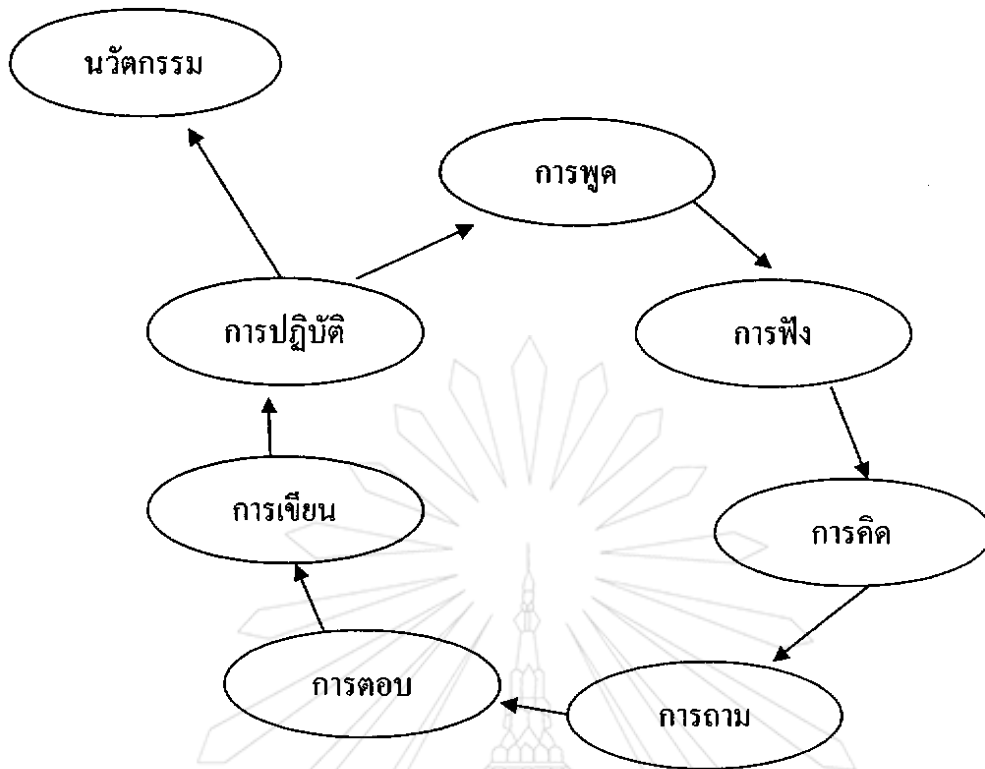 นวัตกรรม
การพูด
การปฏิบัติ
การฟัง
การเขียน
การคิด
การตอบ
การถาม